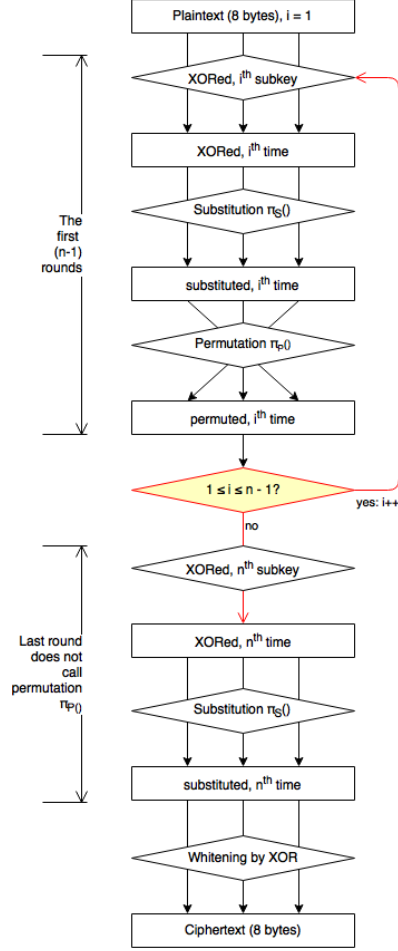 Plaintext (8 bytes), i = 1
XORed, iᵗʰ subkey
XORed, iᵗʰ time
Substitution πS()
The
first
(n-1)
rounds
substituted, iᵗʰ time
Permutation πP()
permuted, iᵗʰ time
1 ≤ i ≤ n - 1?
yes: i++
no
XORed, nᵗʰ subkey
XORed, nᵗʰ time
Last round
does not
call
permutation
πP()
Substitution πS()
substituted, nᵗʰ time
Whitening by XOR
Ciphertext (8 bytes)